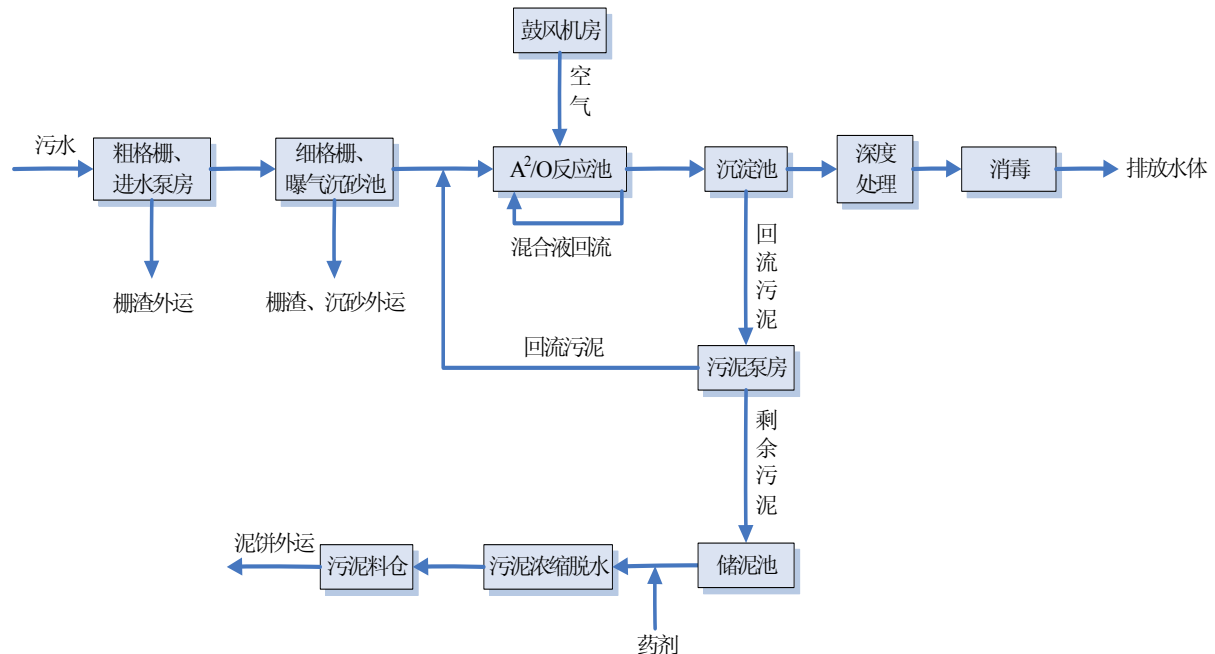 鼓风机房
空气
污水
粗格栅、
进水泵房
细格栅、
曝气沉砂池
A²/O反应池
沉淀池
深度
处理
消毒
排放水体
混合液回流
回流污泥
栅渣外运
栅渣、沉砂外运
回流污泥
污泥泵房
剩余污泥
泥饼外运
污泥料仓
污泥浓缩脱水
储泥池
药剂